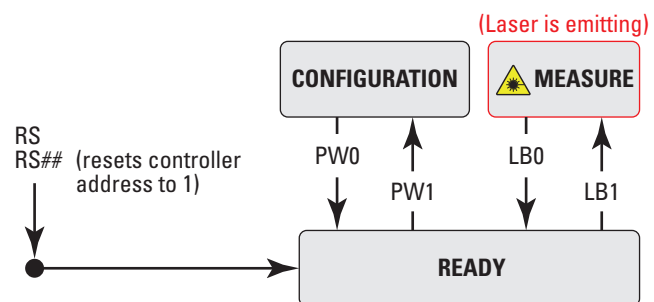 (Laser is emitting)
CONFIGURATION
MEASURE
RS
RS## (resets controller
address to 1)
PW0
PW1
LB0
LB1
READY